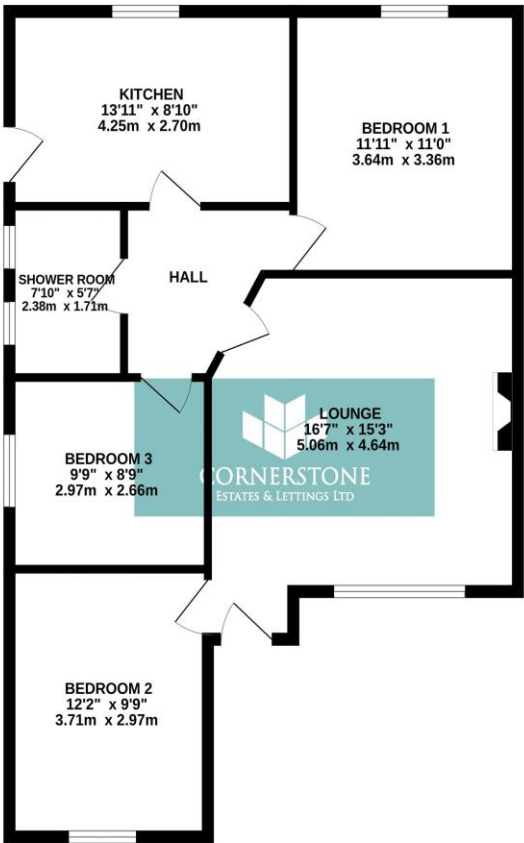 KITCHEN
13'11" x 8'10"
4.25m x 2.70m
BEDROOM 1
11'11" x 11'0"
3.64m x 3.36m
SHOWER ROOM
7'10" x 5'7"
2.38m x 1.71m
HALL
LOUNGE
16'7" x 15'3"
5.06m x 4.64m
CORNERSTONE
ESTATES & LETTINGS LTD
BEDROOM 3
9'9" x 8'9"
2.97m x 2.66m
BEDROOM 2
12'2" x 9'9"
3.71m x 2.97m